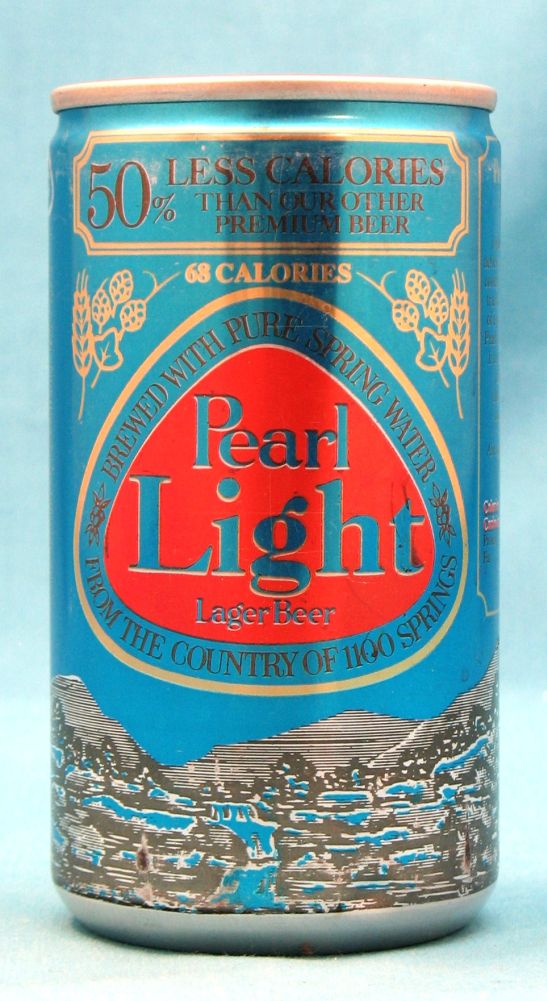 50% LESS CALORIES
THAN OUR OTHER
PREMIUM BEER
68 CALORIES
BREWED WITH PURE SPRING WATER
Pearl
Light
Lager Beer
FROM THE COUNTRY OF 1100 SPRINGS